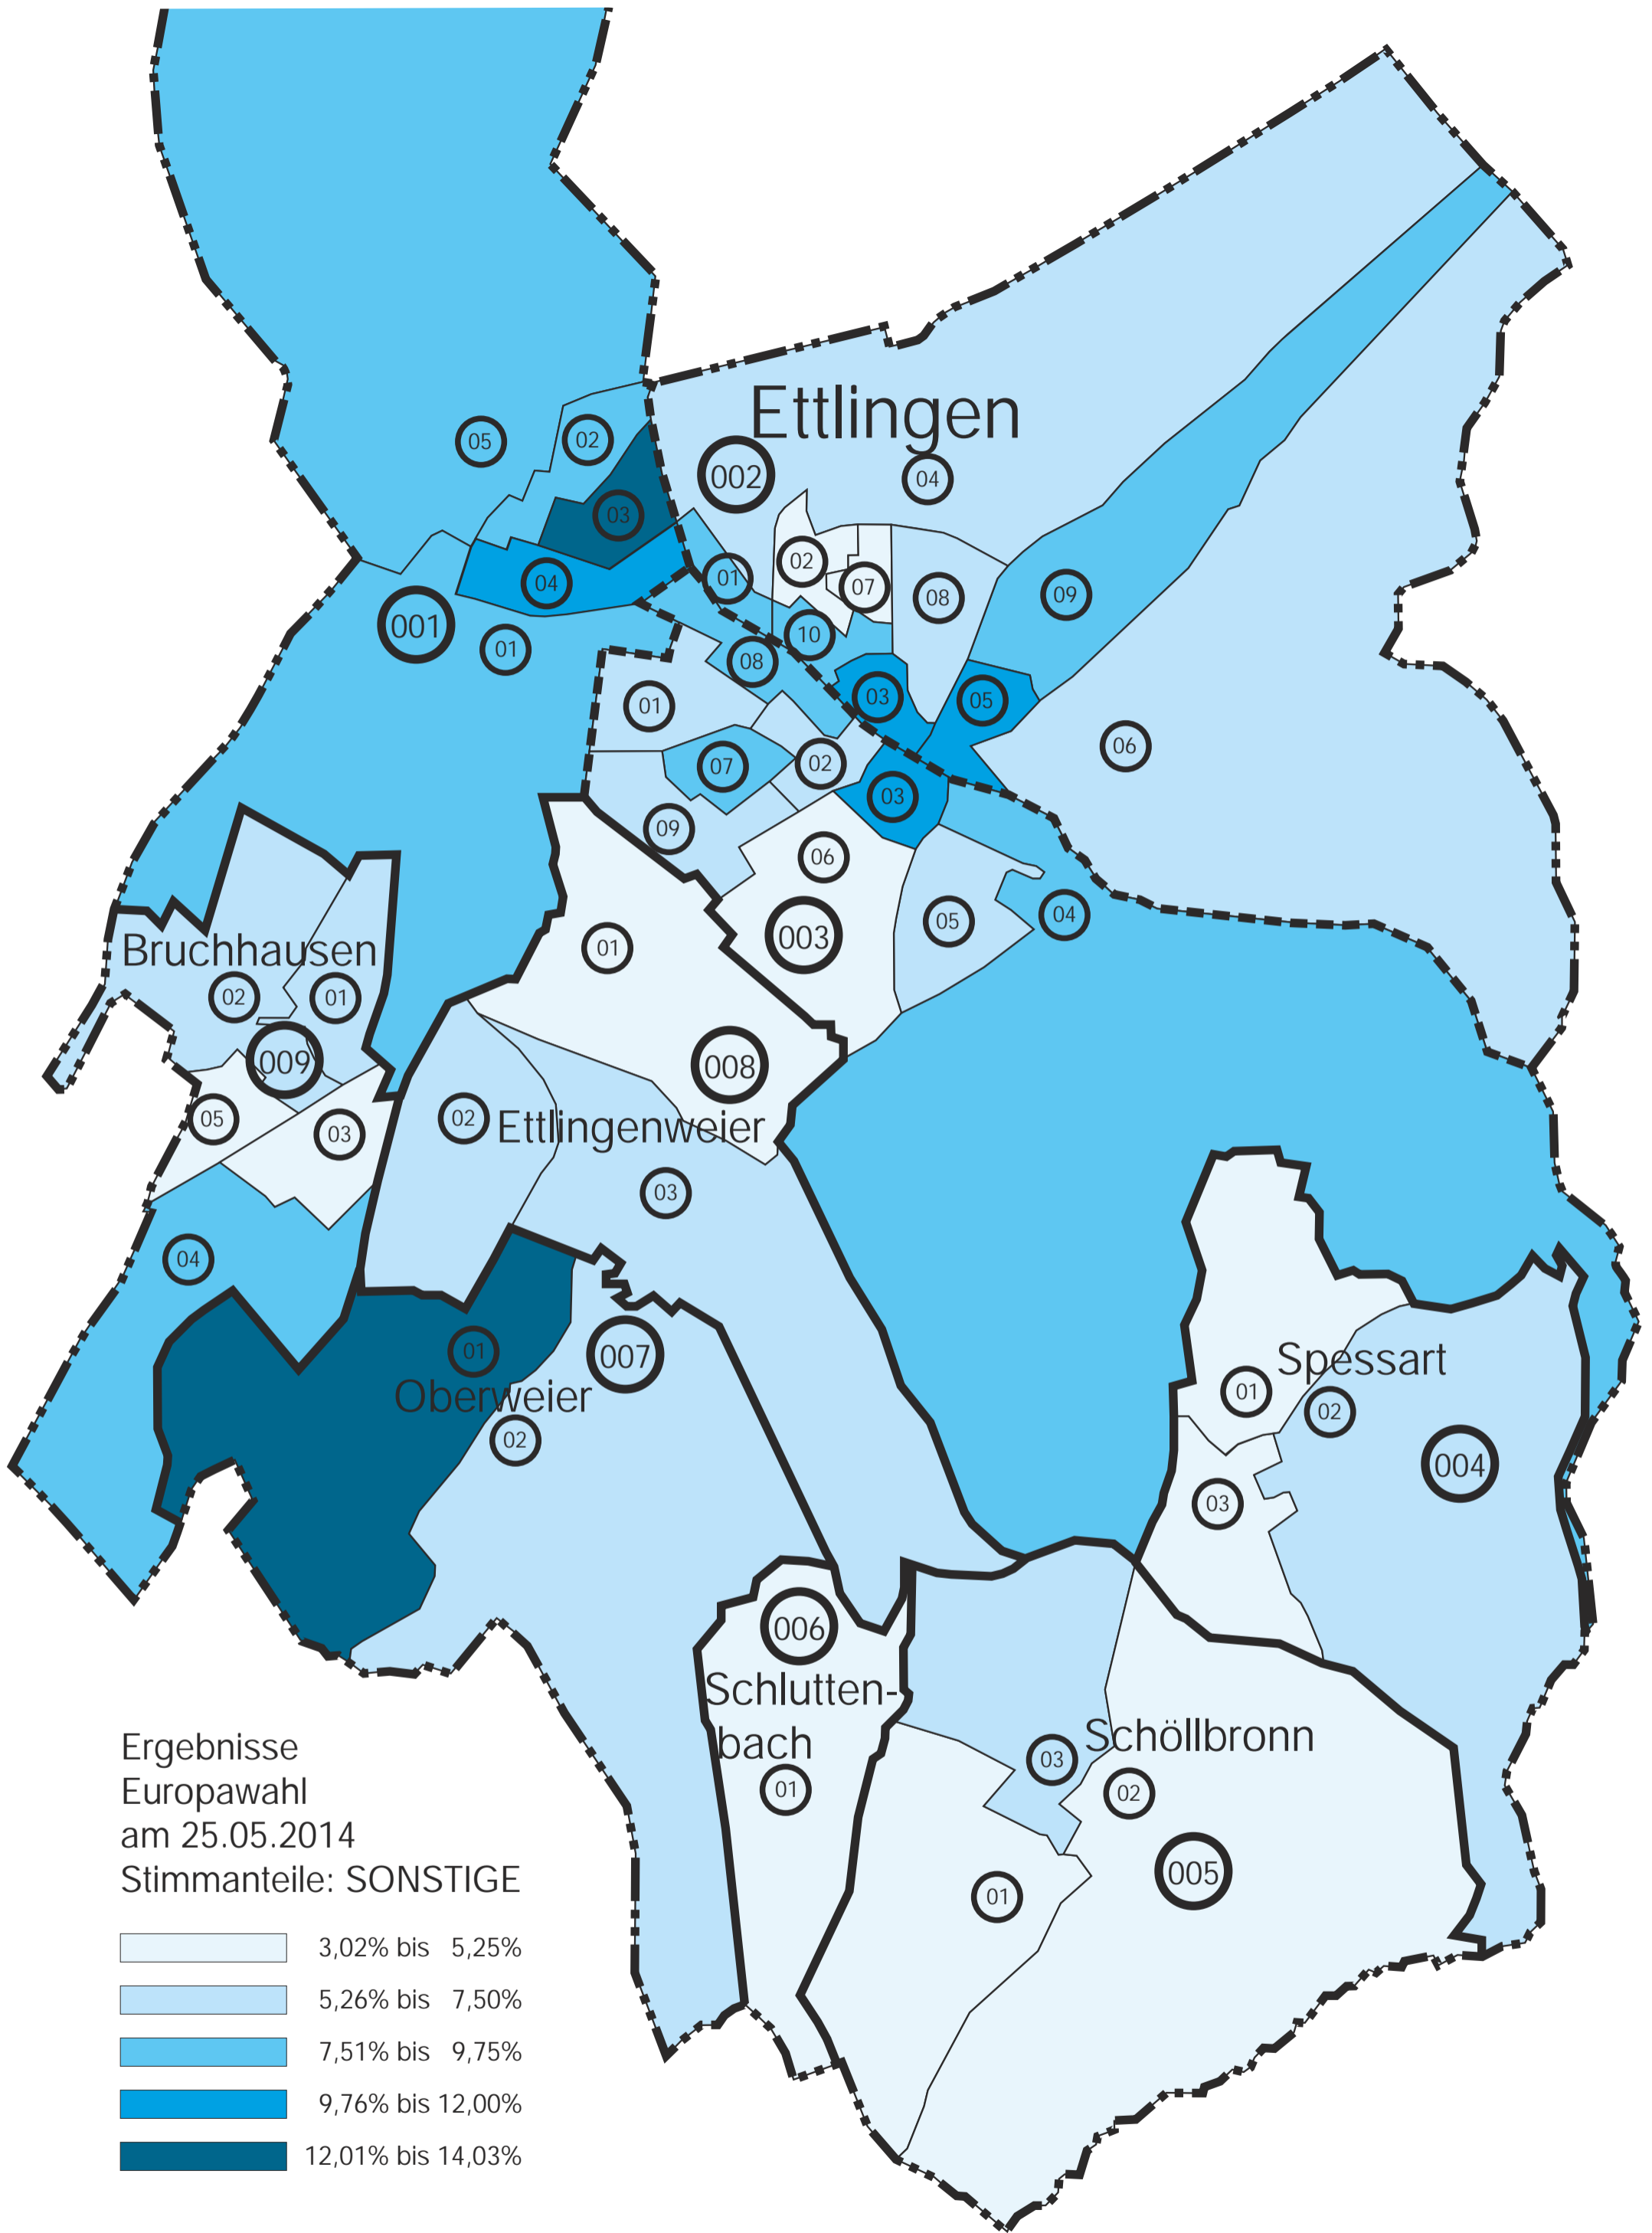 Ettlingen
05
02
002
04
03
02
01
07
04
08
09
001
10
01
08
03
05
01
06
02
07
03
09
06
04
05
003
01
Bruchhausen
02
01
009
008
05
02
Ettlingenweier
03
03
04
01
007
Spessart
Oberweier
01
02
02
004
03
006
Schlutten-
bach
Schöllbronn
03
01
02
005
01
Ergebnisse
Europawahl
am 25.05.2014
Stimmanteile: SONSTIGE
3,02% bis 5,25%
5,26% bis 7,50%
7,51% bis 9,75%
9,76% bis 12,00%
12,01% bis 14,03%